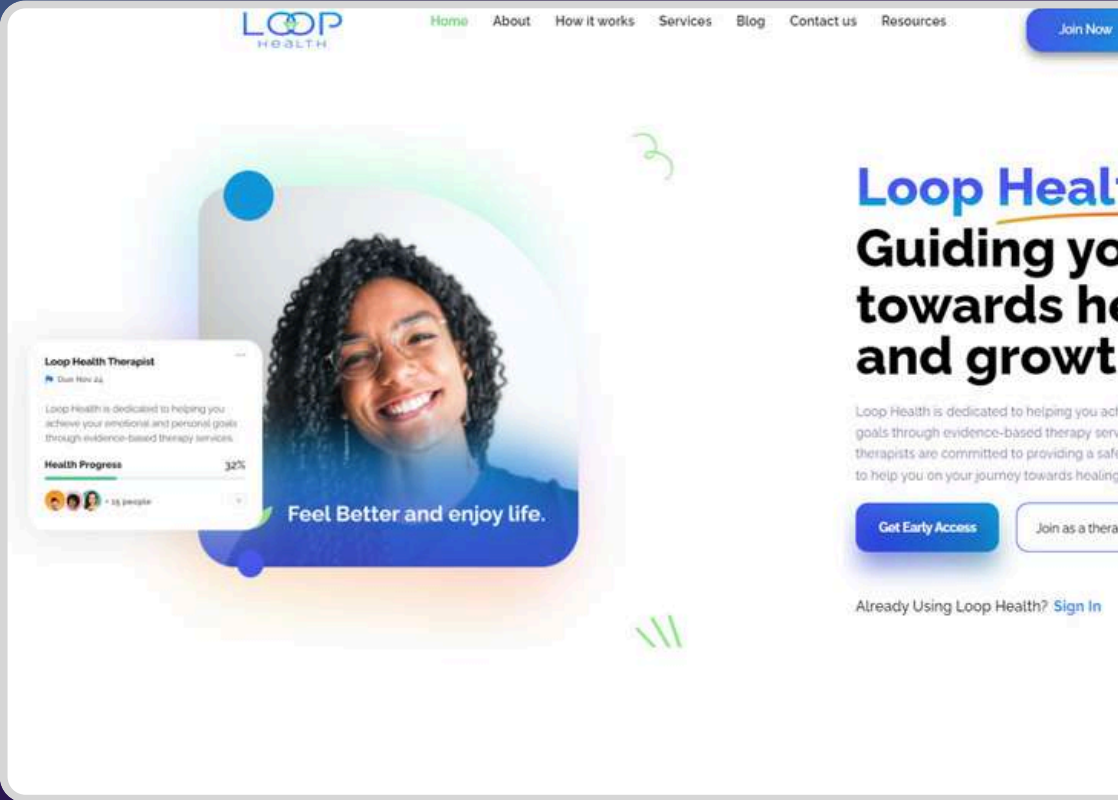 LOOP
HEALTH
Home About How it works Services Blog Contact us Resources
Join Now
Loop Health Therapist
Due Nov 24
Loop Health is dedicated to helping you
achieve your emotional and personal goals
through evidence-based therapy services.
Health Progress 32%
+ 15 people
Feel Better and enjoy life.
Loop Healt
Guiding yo
towards he
and growt
Loop Health is dedicated to helping you ach
goals through evidence-based therapy serv
therapists are committed to providing a safe
to help you on your journey towards healing
Get Early Access Join as a thera
Already Using Loop Health? Sign In